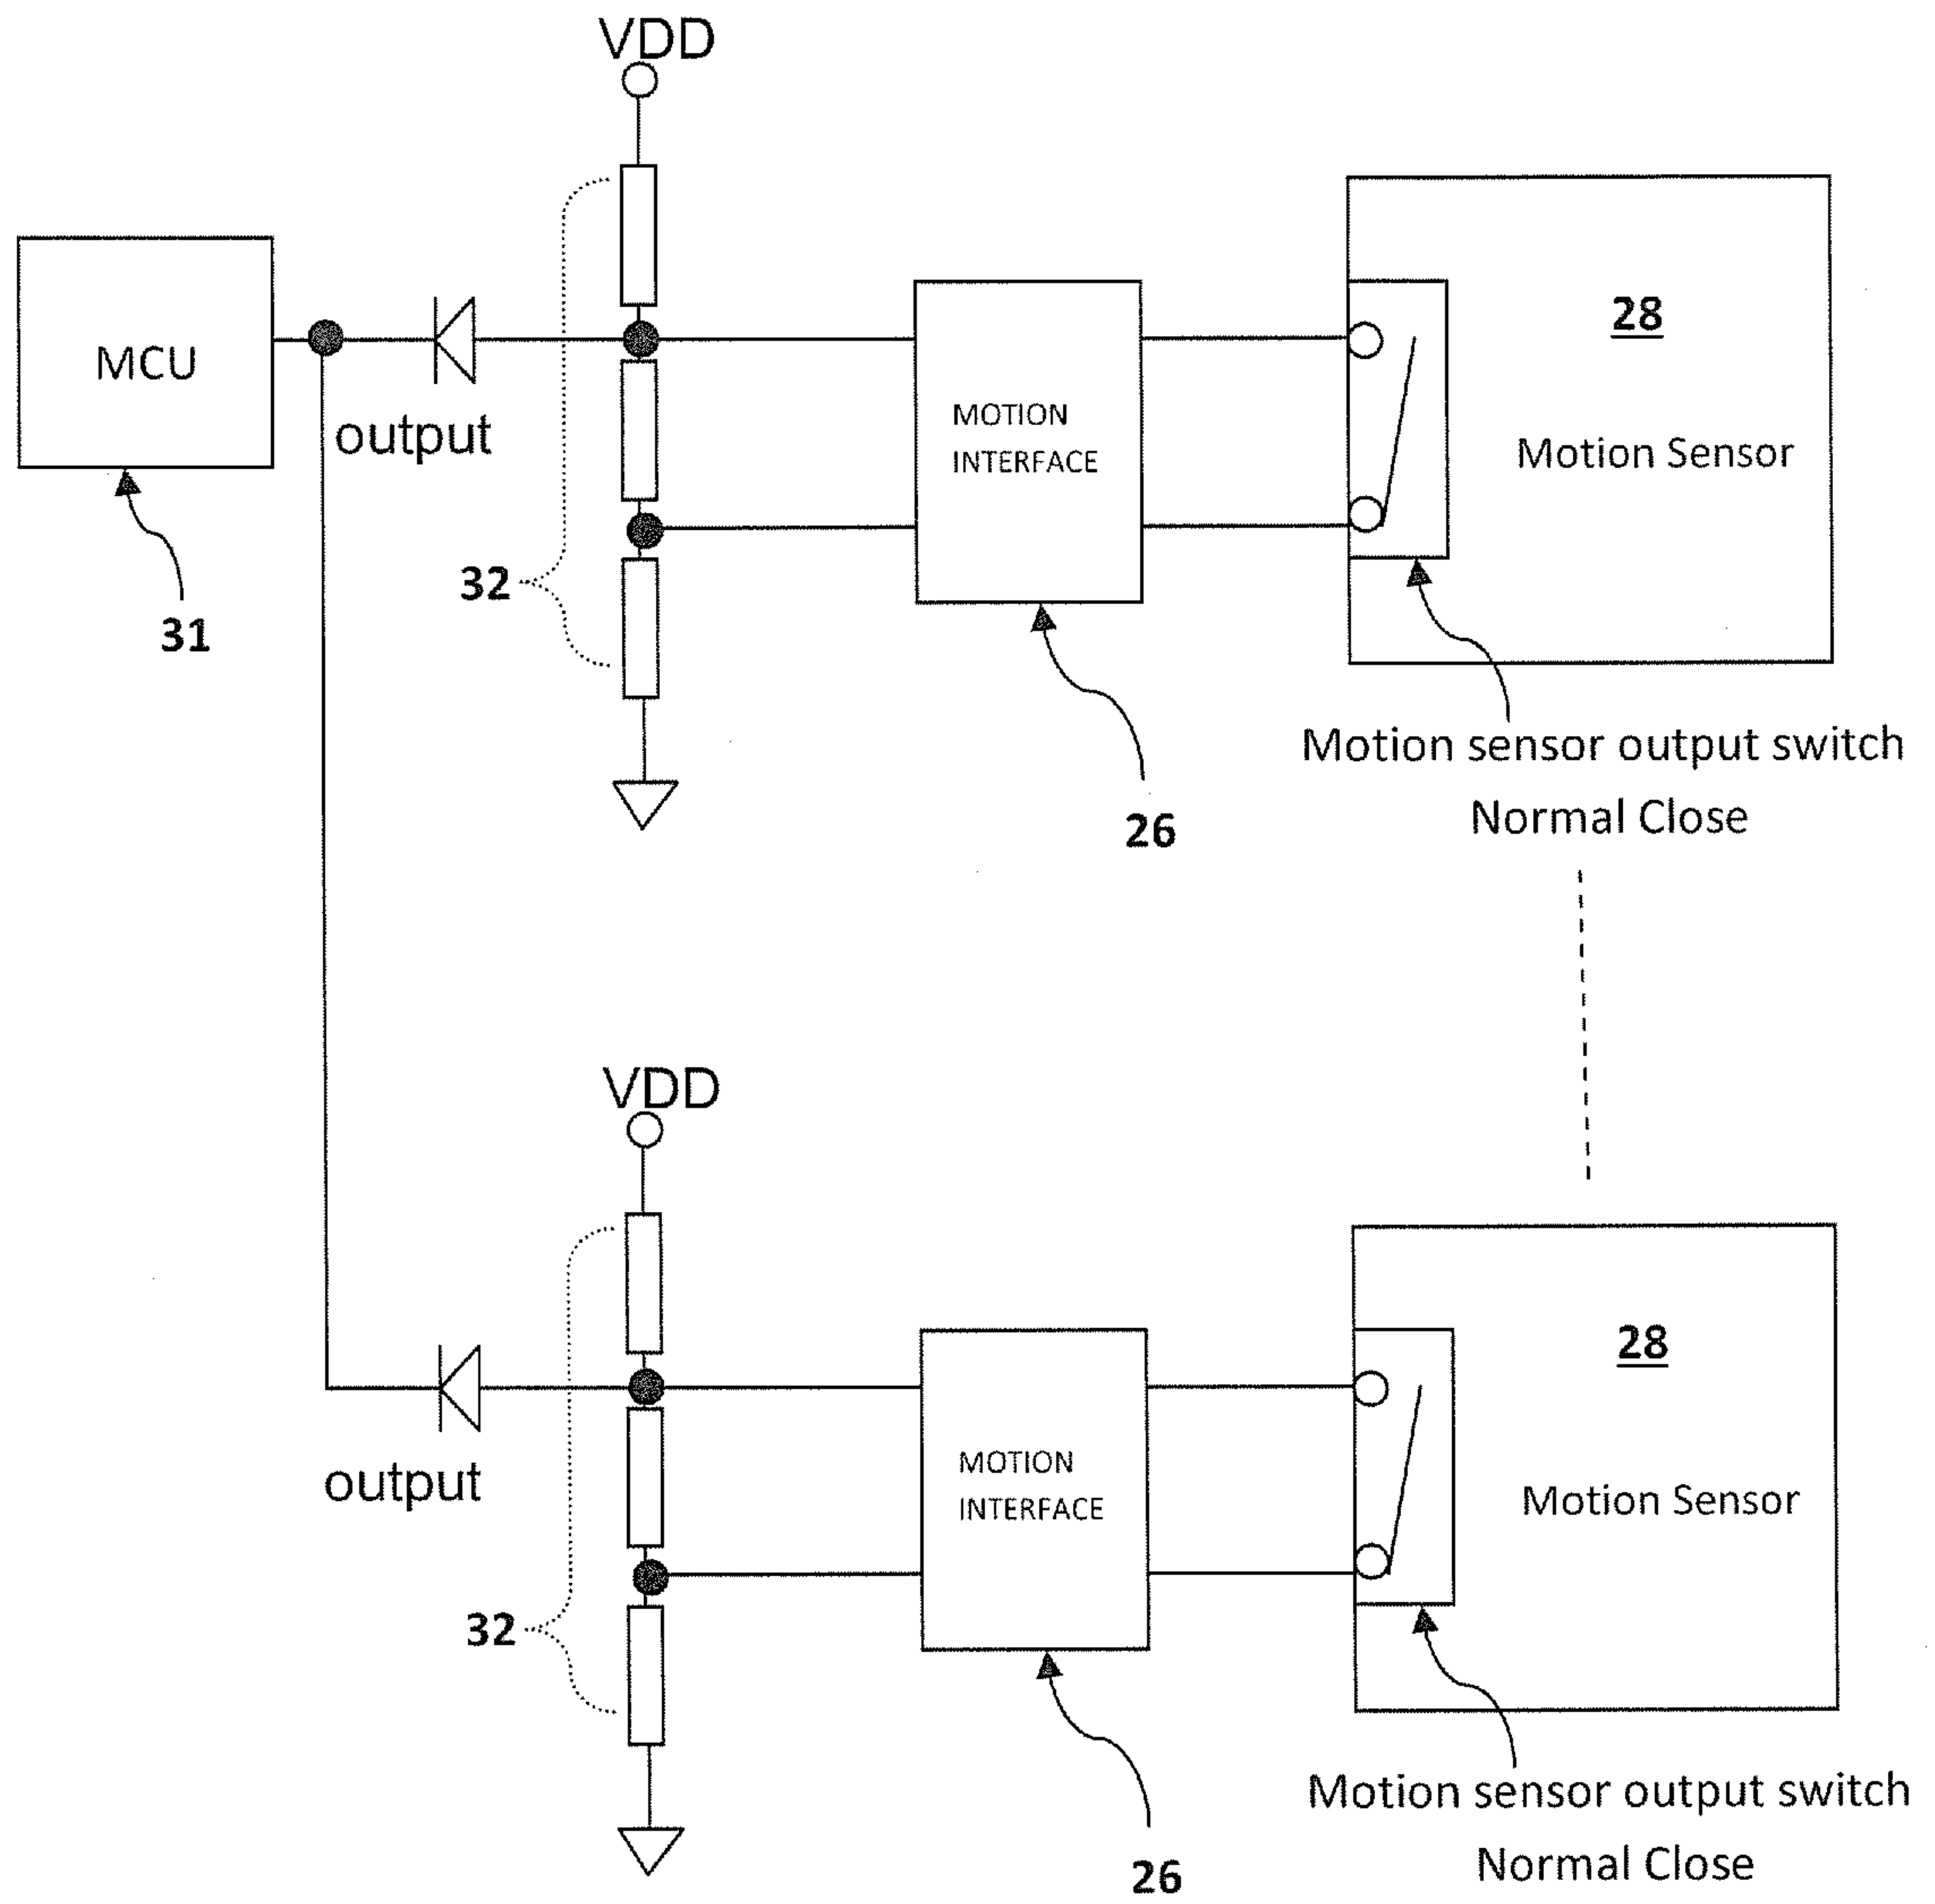 VDD
28
MCU
output
MOTION
INTERFACE
Motion Sensor
32
31
Motion sensor output switch
Normal Close
26
VDD
28
output
MOTION
INTERFACE
Motion Sensor
32
Motion sensor output switch
Normal Close
26